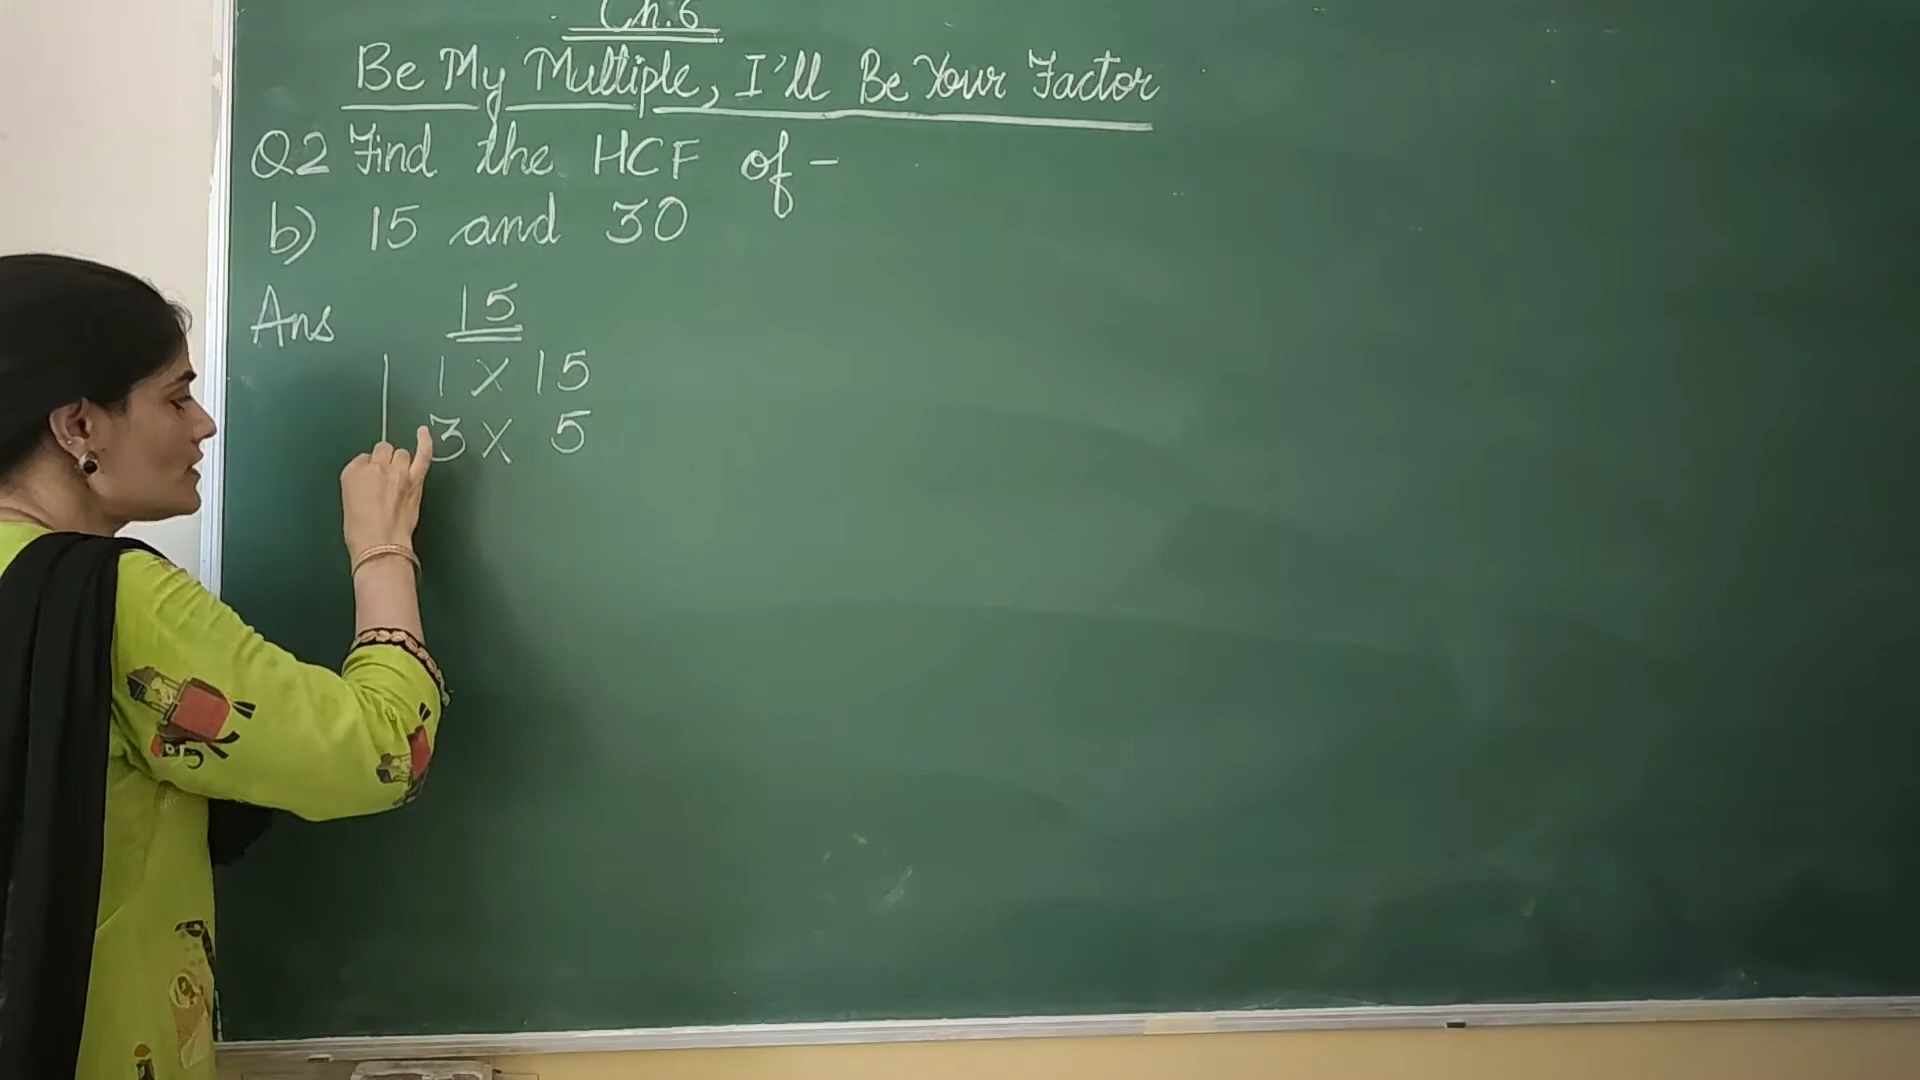 Ch.6
Be My Multiple, I'll Be Your Factor
Q2 Find the HCF of -
b) 15 and 30
Ans 15
1 X 15
3 X 5